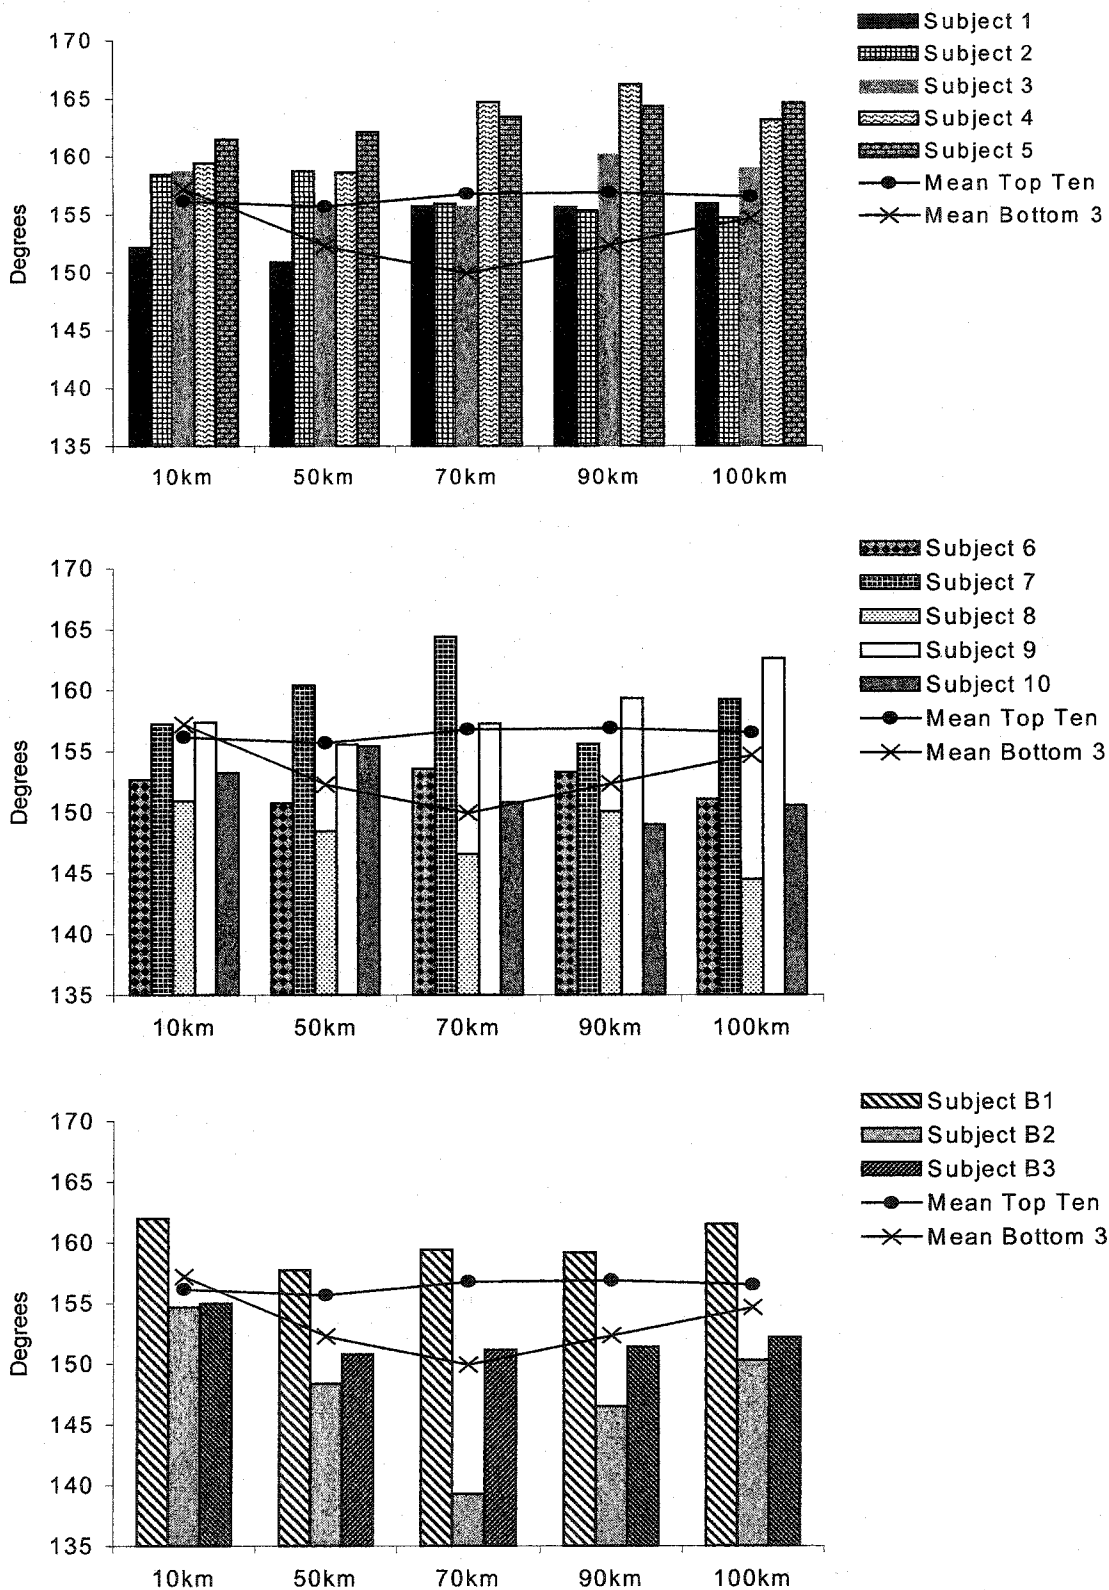 Subject 1
Subject 2
Subject 3
Subject 4
Subject 5
Mean Top Ten
Mean Bottom 3
170
165
160
155
150
145
140
135
Degrees
10km
50km
70km
90km
100km
Subject 6
Subject 7
Subject 8
Subject 9
Subject 10
Mean Top Ten
Mean Bottom 3
170
165
160
155
150
145
140
135
Degrees
10km
50km
70km
90km
100km
Subject B1
Subject B2
Subject B3
Mean Top Ten
Mean Bottom 3
170
165
160
155
150
145
140
135
Degrees
10km
50km
70km
90km
100km